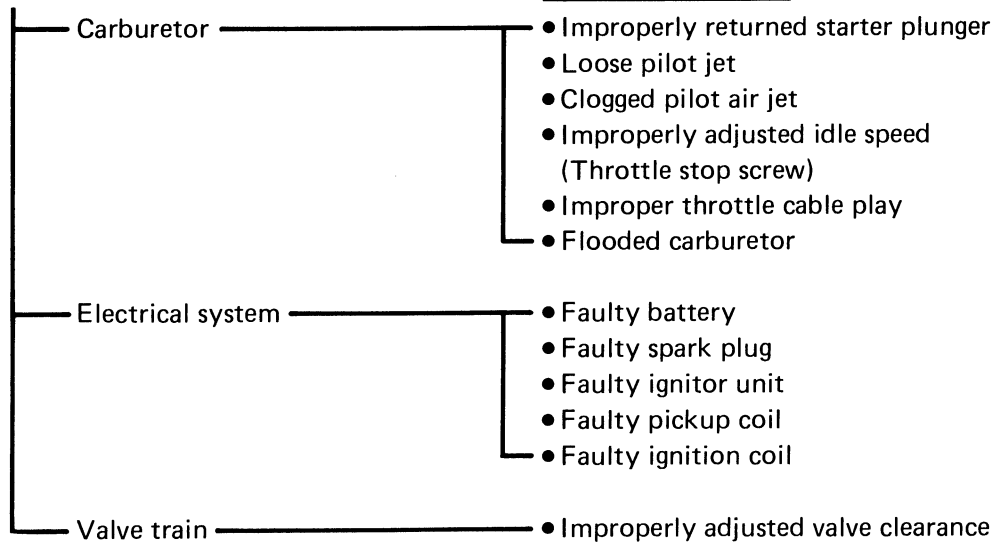 Carburetor
• Improperly returned starter plunger
• Loose pilot jet
• Clogged pilot air jet
• Improperly adjusted idle speed
(Throttle stop screw)
• Improper throttle cable play
• Flooded carburetor
Electrical system
• Faulty battery
• Faulty spark plug
• Faulty ignitor unit
• Faulty pickup coil
• Faulty ignition coil
Valve train
• Improperly adjusted valve clearance